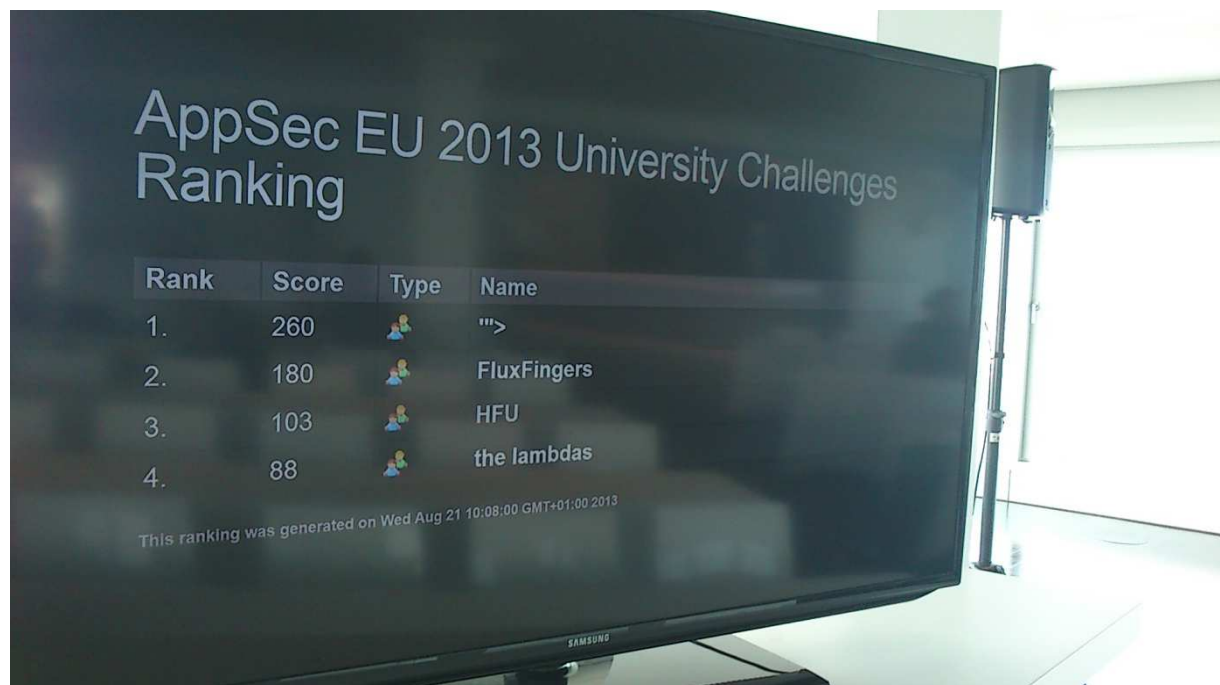 AppSec EU 2013 University Challenges
Ranking
Rank Score Type Name
1. 260 '">
2. 180 FluxFingers
3. 103 HFU
4. 88 the lambdas
This ranking was generated on Wed Aug 21 10:08:00 GMT+01:00 2013
SAMSUNG